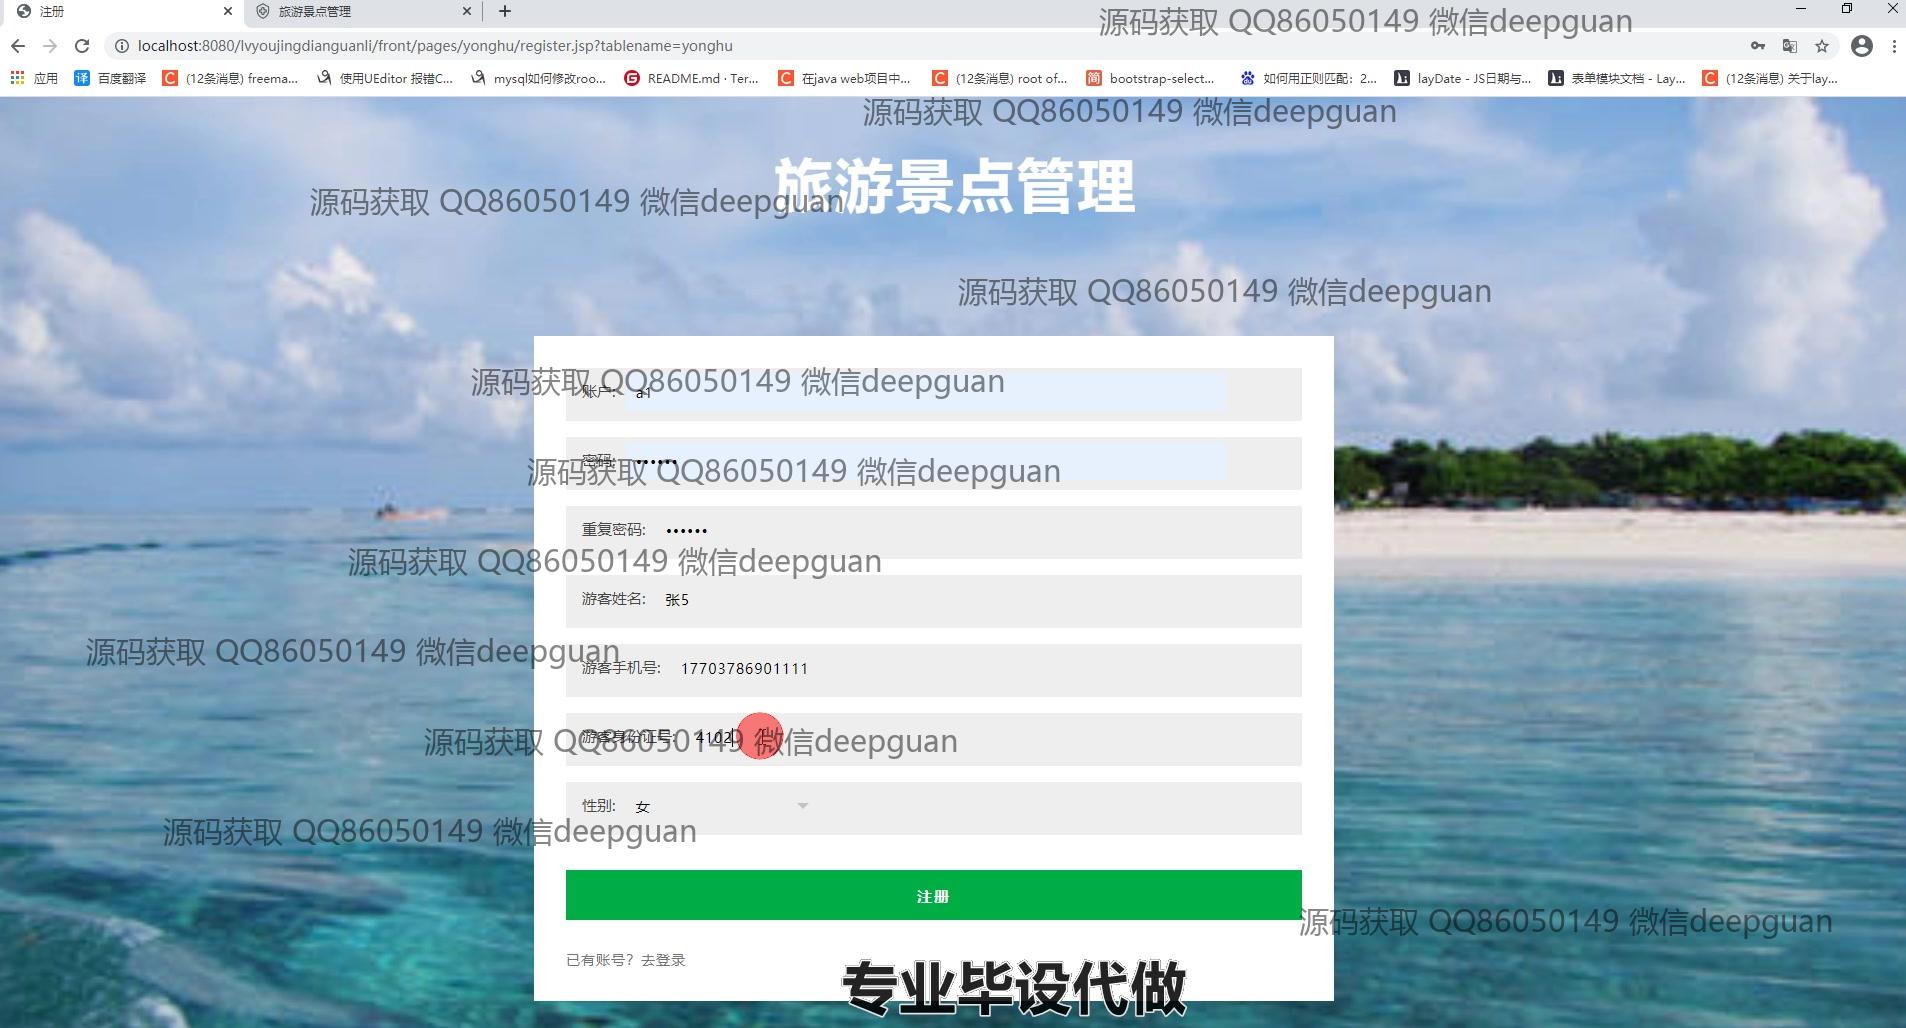 注册
旅游景点管理
源码获取 QQ86050149 微信deepguan
localhost:8080/lvyoujingdianguanli/front/pages/yonghu/register.jsp?tablename=yonghu
应用 百度翻译 (12条消息) freema... 使用UEditor 报错C... mysql如何修改roo... README.md · Ter... 在java web项目中... (12条消息) root of... bootstrap-select... 如何用正则匹配：2... layDate - JS日期与... 表单模块文档 - Lay... (12条消息) 关于lay...
源码获取 QQ86050149 微信deepguan
旅游景点管理
源码获取 QQ86050149 微信deepguan
源码获取 QQ86050149 微信deepguan
源码获取 QQ86050149 微信deepguan
账户: a1
密码: ••••••
源码获取 QQ86050149 微信deepguan
重复密码: ••••••
源码获取 QQ86050149 微信deepguan
游客姓名: 张5
源码获取 QQ86050149 微信deepguan
游客手机号: 17703786901111
游客身份证号: 4102
源码获取 QQ86050149 微信deepguan
性别: 女
源码获取 QQ86050149 微信deepguan
注册
源码获取 QQ86050149 微信deepguan
已有账号？去登录
专业毕设代做